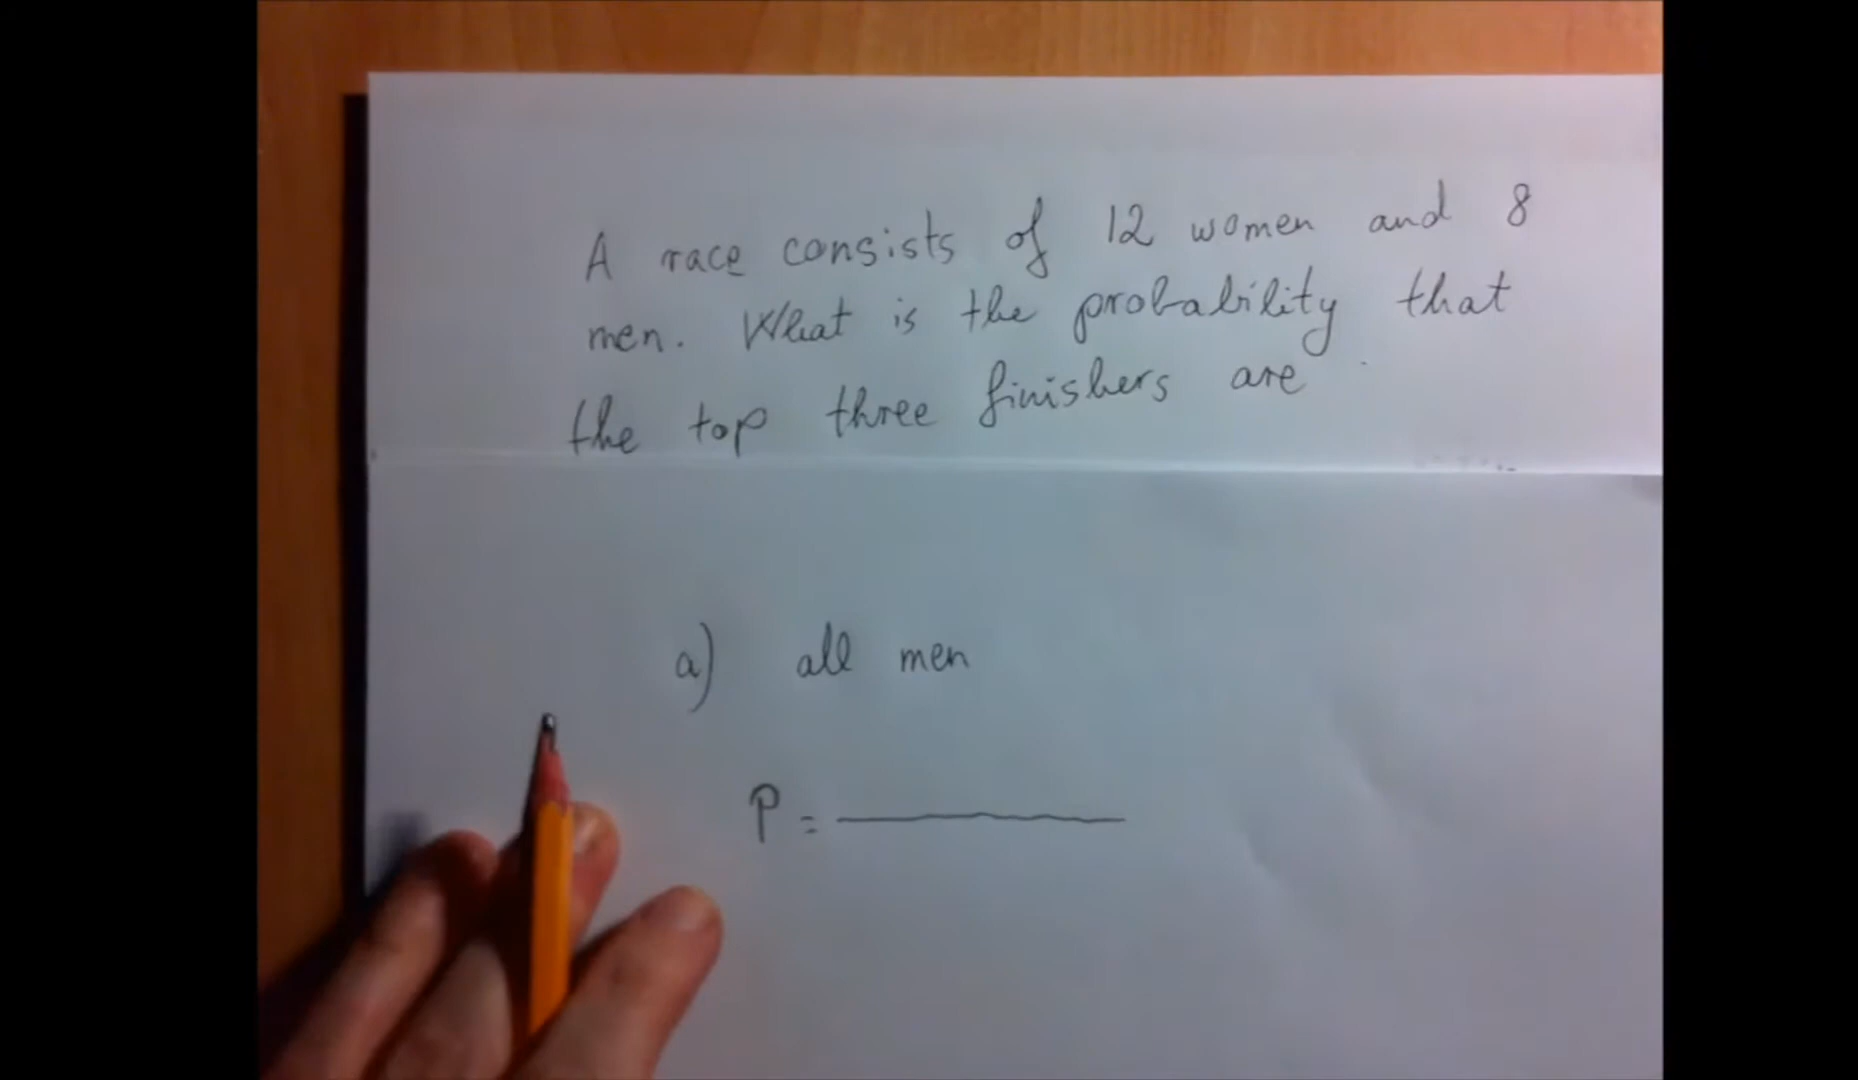 A race consists of 12 women and 8
men. What is the probability that
the top three finishers are
a) all men
P =